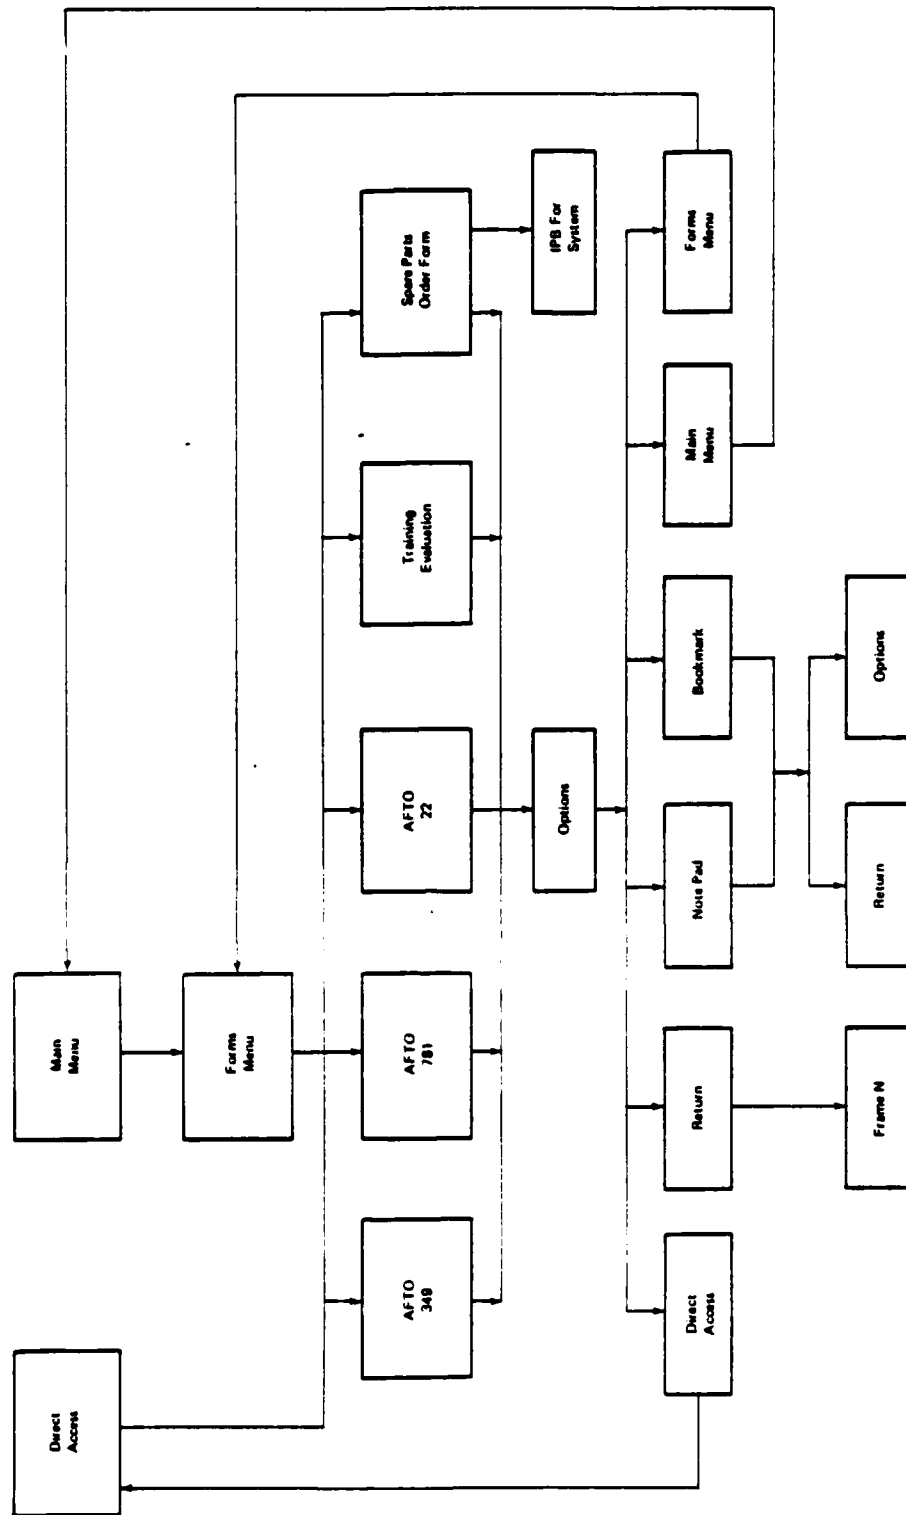 Direct
Access
Main
Menu
Forms
Menu
AFTO
349
AFTO
781
AFTO
22
Training
Evaluation
Spare Parts
Order Form
Options
IPB For
System
Direct
Access
Return
Note Pad
Bookmark
Main
Menu
Forms
Menu
Frame N
Return
Options